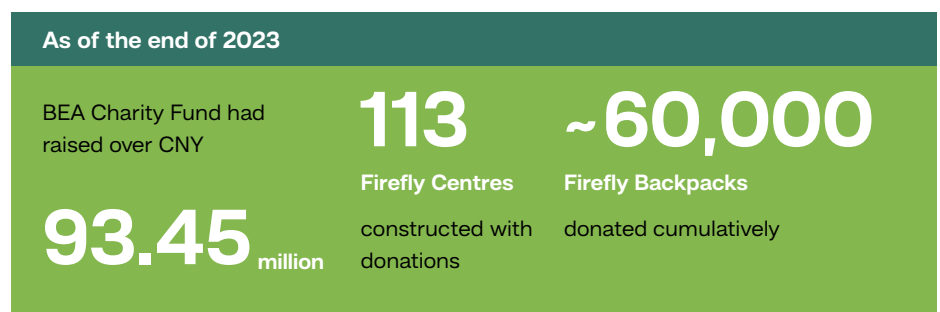 As of the end of 2023
BEA Charity Fund had
raised over CNY
93.45 million
113
Firefly Centres
constructed with
donations
~60,000
Firefly Backpacks
donated cumulatively